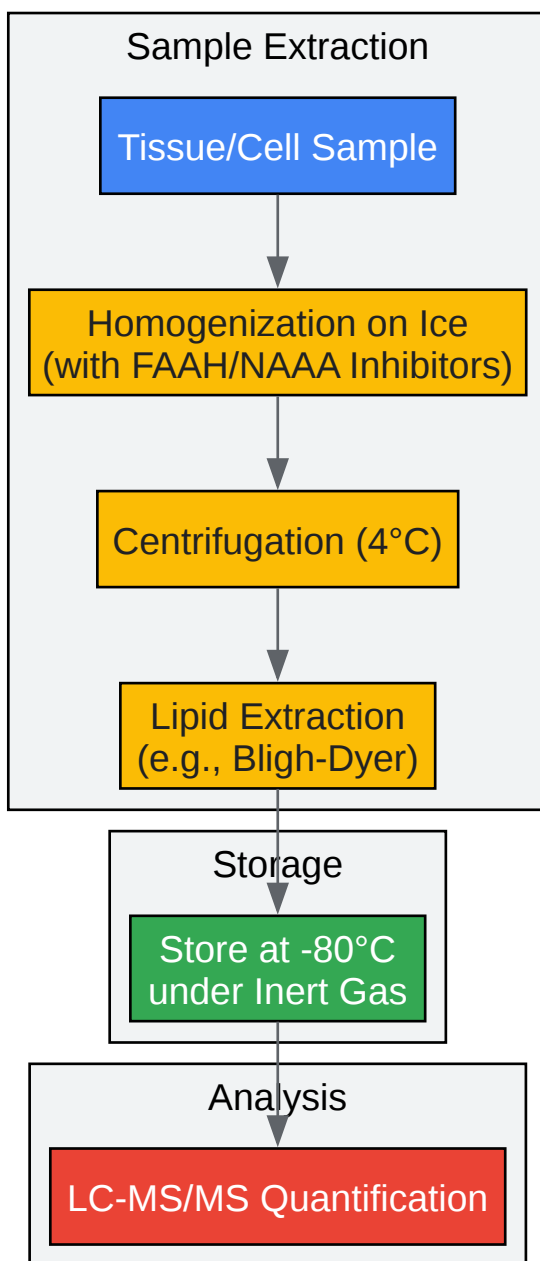 Sample Extraction
Tissue/Cell Sample
Homogenization on Ice
(with FAAH/NAAA Inhibitors)
Centrifugation (4°C)
Lipid Extraction
(e.g., Bligh-Dyer)
Storage
Store at -80°C
under Inert Gas
Analysis
LC-MS/MS Quantification